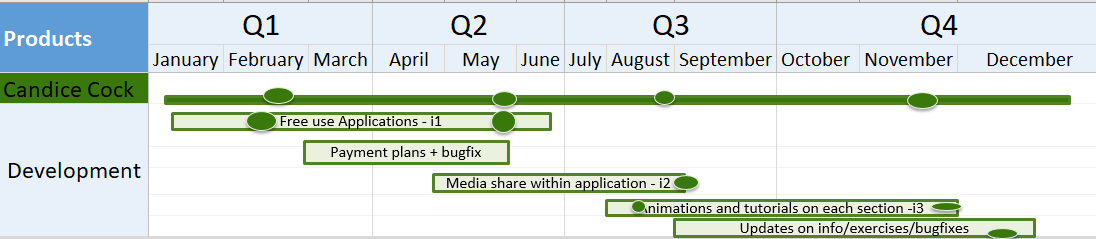 Products
Q1 Q2 Q3 Q4
January February March April May June July August September October November December
Candice Cock
Development
Free use Applications - i1
Payment plans + bugfix
Media share within application - i2
Animations and tutorials on each section -i3
Updates on info/exercises/bugfixes